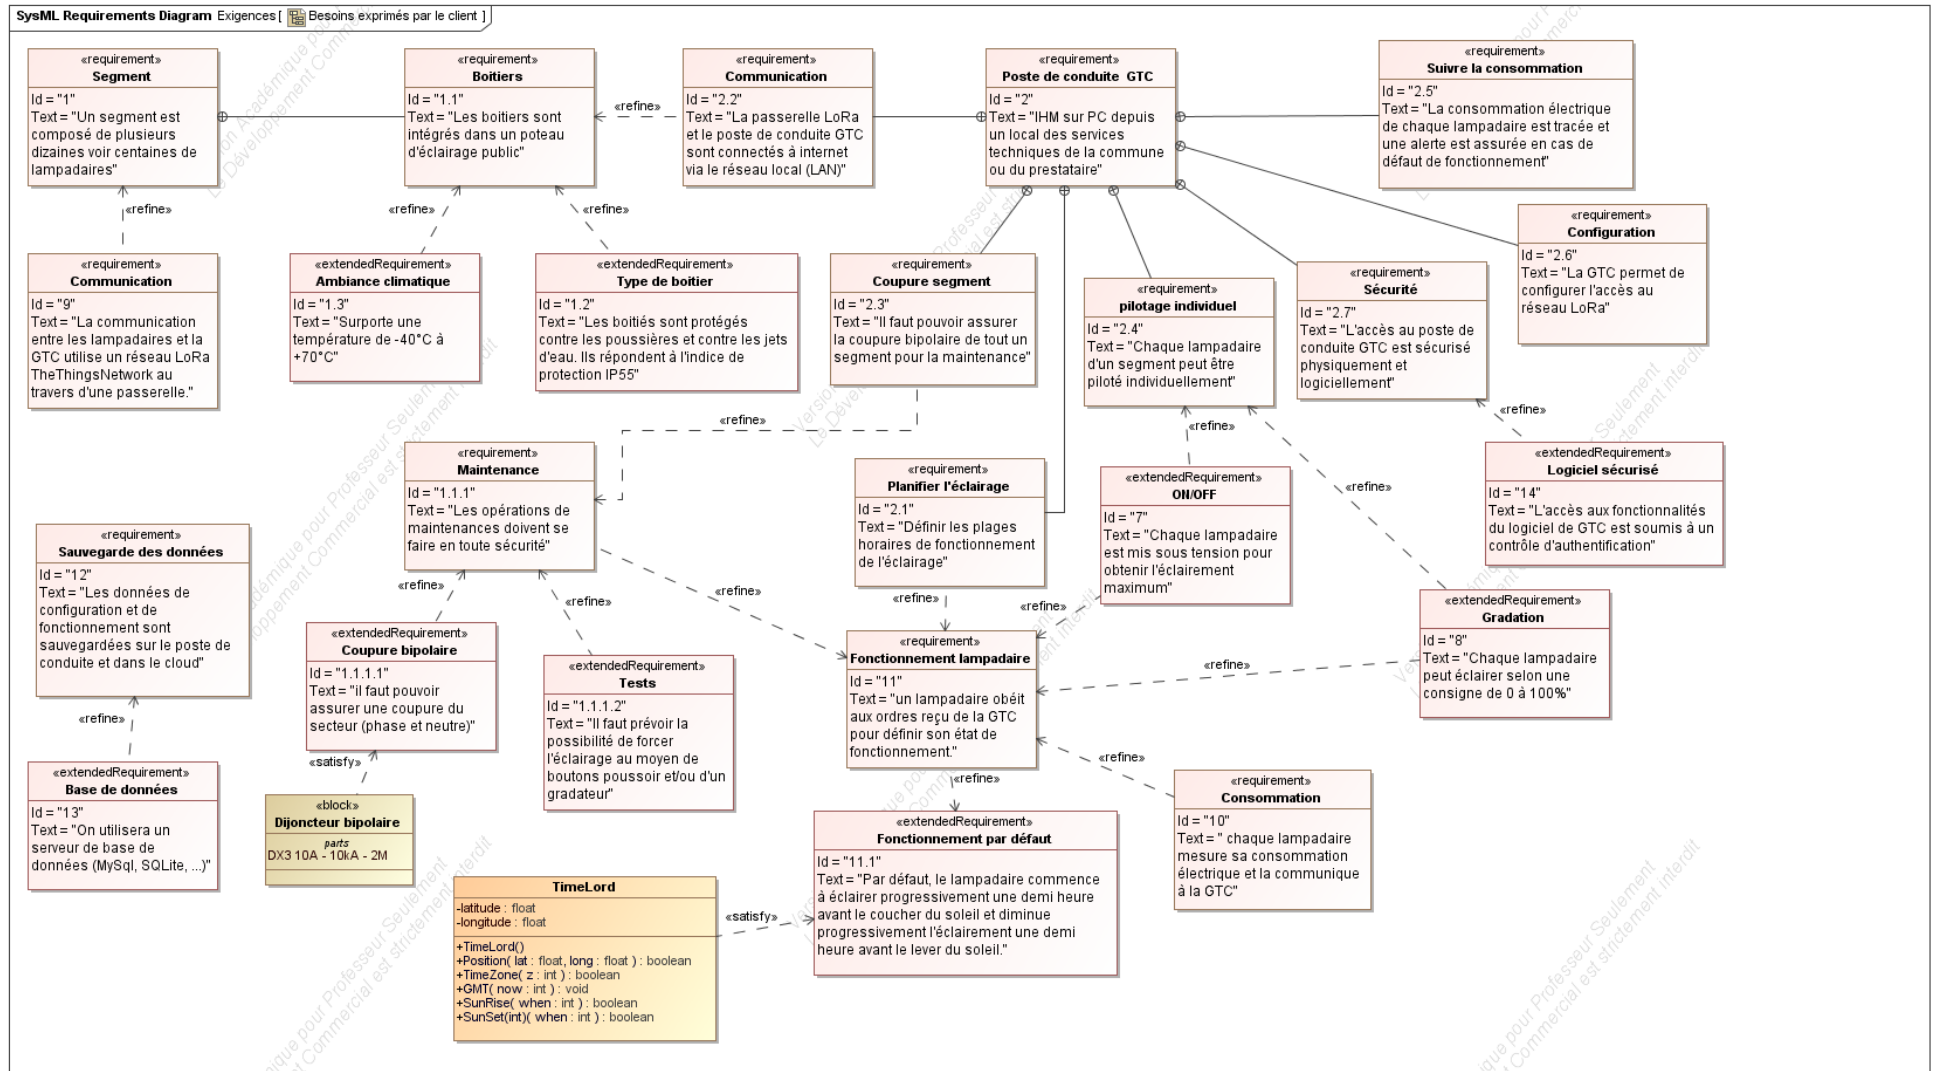 SysML Requirements Diagram Exigences [ Besoins exprimés par le client ]
«requirement»
Segment
Id = "1"
Text = "Un segment est
composé de plusieurs
dizaines voir centaines de
lampadaires"
«requirement»
Boitiers
Id = "1.1"
Text = "Les boitiers sont
intégrés dans un poteau
d'éclairage public"
«refine»
«requirement»
Communication
Id = "2.2"
Text = "La passerelle LoRa
et le poste de conduite GTC
sont connectés à internet
via le réseau local (LAN)"
«requirement»
Poste de conduite GTC
Id = "2"
Text = "IHM sur PC depuis
un local des services
techniques de la commune
ou du prestataire"
«requirement»
Suivre la consommation
Id = "2.5"
Text = "La consommation électrique
de chaque lampadaire est tracée et
une alerte est assurée en cas de
défaut de fonctionnement"
«refine»
«refine»
«refine»
«requirement»
Communication
Id = "9"
Text = "La communication
entre les lampadaires et la
GTC utilise un réseau LoRa
TheThingsNetwork au
travers d'une passerelle."
«extendedRequirement»
Ambiance climatique
Id = "1.3"
Text = "Surporte une
température de -40°C à
+70°C"
«extendedRequirement»
Type de boitier
Id = "1.2"
Text = "Les boitiés sont protégés
contre les poussières et contre les jets
d'eau. Ils répondent à l'indice de
protection IP55"
«requirement»
Coupure segment
Id = "2.3"
Text = "Il faut pouvoir assurer
la coupure bipolaire de tout un
segment pour la maintenance"
«requirement»
pilotage individuel
Id = "2.4"
Text = "Chaque lampadaire
d'un segment peut être
piloté individuellement"
«requirement»
Sécurité
Id = "2.7"
Text = "L'accès au poste de
conduite GTC est sécurisé
physiquement et
logiciellement"
«requirement»
Configuration
Id = "2.6"
Text = "La GTC permet de
configurer l'accès au
réseau LoRa"
«refine»
«refine»
«refine»
«refine»
«requirement»
Maintenance
Id = "1.1.1"
Text = "Les opérations de
maintenances doivent se
faire en toute sécurité"
«requirement»
Planifier l'éclairage
Id = "2.1"
Text = "Définir les plages
horaires de fonctionnement
de l'éclairage"
«extendedRequirement»
ON/OFF
Id = "7"
Text = "Chaque lampadaire
est mis sous tension pour
obtenir l'éclairement
maximum"
«extendedRequirement»
Logiciel sécurisé
Id = "14"
Text = "L'accès aux fonctionnalités
du logiciel de GTC est soumis à un
contrôle d'authentification"
«requirement»
Sauvegarde des données
Id = "12"
Text = "Les données de
configuration et de
fonctionnement sont
sauvegardées sur le poste de
conduite et dans le cloud"
«refine»
«refine»
«refine»
«refine»
«refine»
«extendedRequirement»
Coupure bipolaire
Id = "1.1.1.1"
Text = "il faut pouvoir
assurer une coupure du
secteur (phase et neutre)"
«extendedRequirement»
Tests
Id = "1.1.1.2"
Text = "Il faut prévoir la
possibilité de forcer
l'éclairage au moyen de
boutons poussoir et/ou d'un
gradateur"
«requirement»
Fonctionnement lampadaire
Id = "11"
Text = "un lampadaire obéit
aux ordres reçu de la GTC
pour définir son état de
fonctionnement."
«refine»
«extendedRequirement»
Gradation
Id = "8"
Text = "Chaque lampadaire
peut éclairer selon une
consigne de 0 à 100%"
«refine»
«satisfy»
«refine»
«refine»
«extendedRequirement»
Base de données
Id = "13"
Text = "On utilisera un
serveur de base de
données (MySql, SQLite, ...)"
«block»
Dijoncteur bipolaire
parts
DX3 10A - 10kA - 2M
«requirement»
Consommation
Id = "10"
Text = " chaque lampadaire
mesure sa consommation
électrique et la communique
à la GTC"
«extendedRequirement»
Fonctionnement par défaut
Id = "11.1"
Text = "Par défaut, le lampadaire commence
à éclairer progressivement une demi heure
avant le coucher du soleil et diminue
progressivement l'éclairement une demi
heure avant le lever du soleil."
«satisfy»
TimeLord
-latitude : float
-longitude : float
+TimeLord()
+Position( lat : float, long : float ) : boolean
+TimeZone( z : int ) : boolean
+GMT( now : int ) : void
+SunRise( when : int ) : boolean
+SunSet(int)( when : int ) : boolean